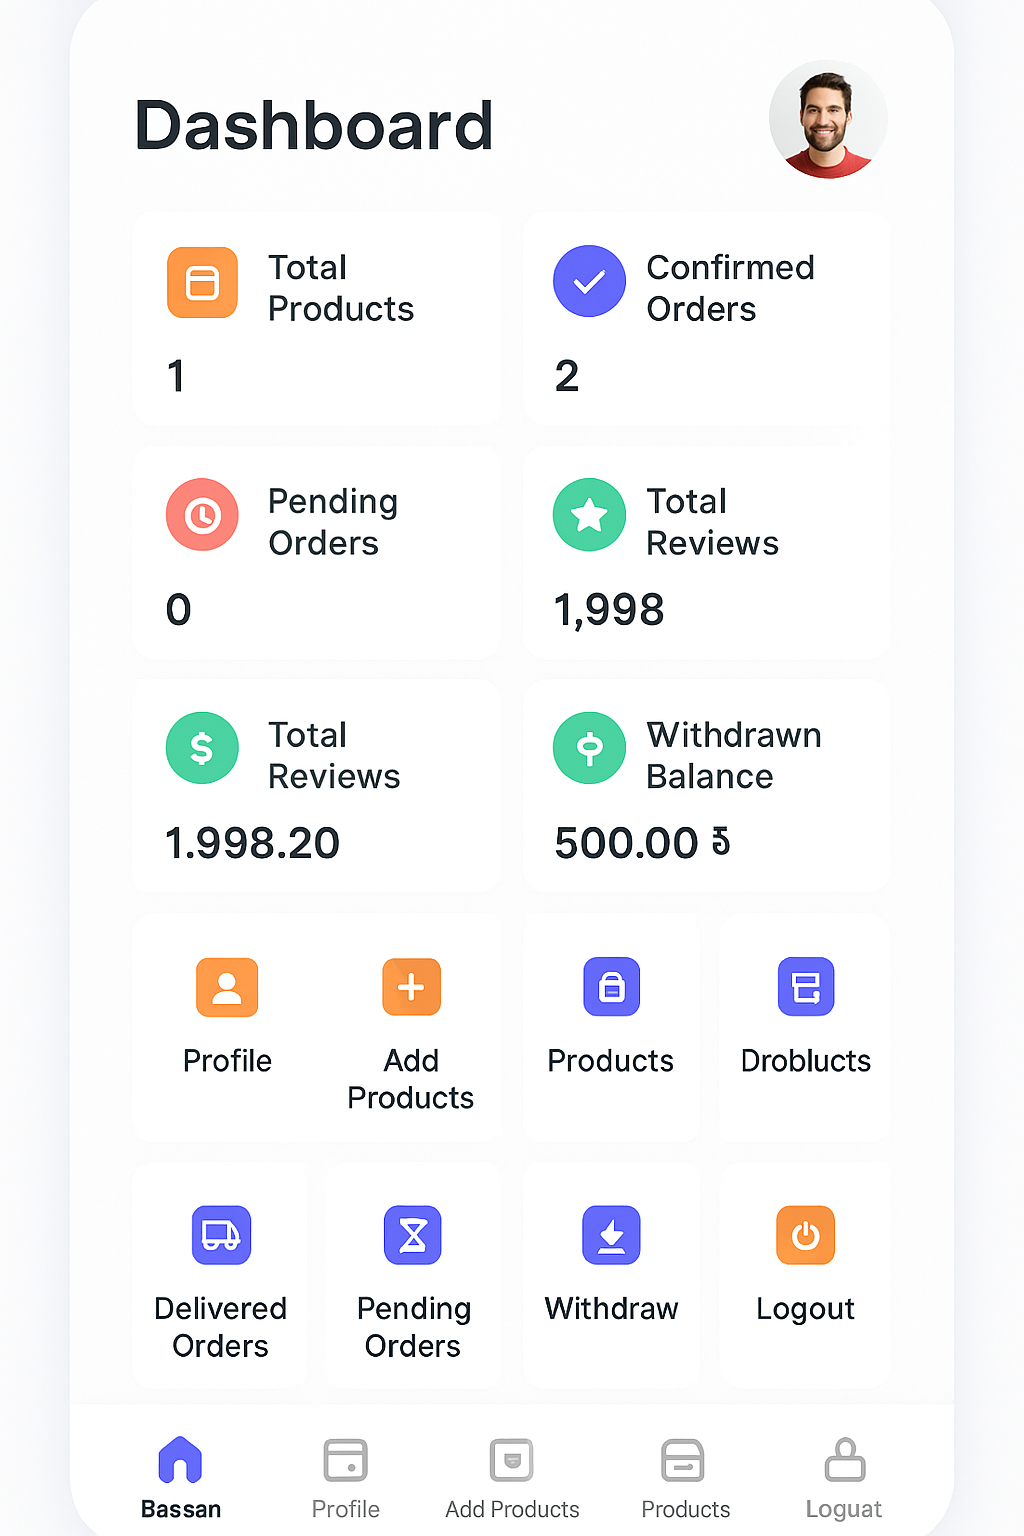 Dashboard
Total
Products
1
Confirmed
Orders
2
Pending
Orders
0
Total
Reviews
1,998
Total
Reviews
1.998.20
Withdrawn
Balance
500.00
Profile
Add
Products
Products
Droblucts
Delivered
Orders
Pending
Orders
Withdraw
Logout
Bassan
Profile
Add Products
Products
Loguat